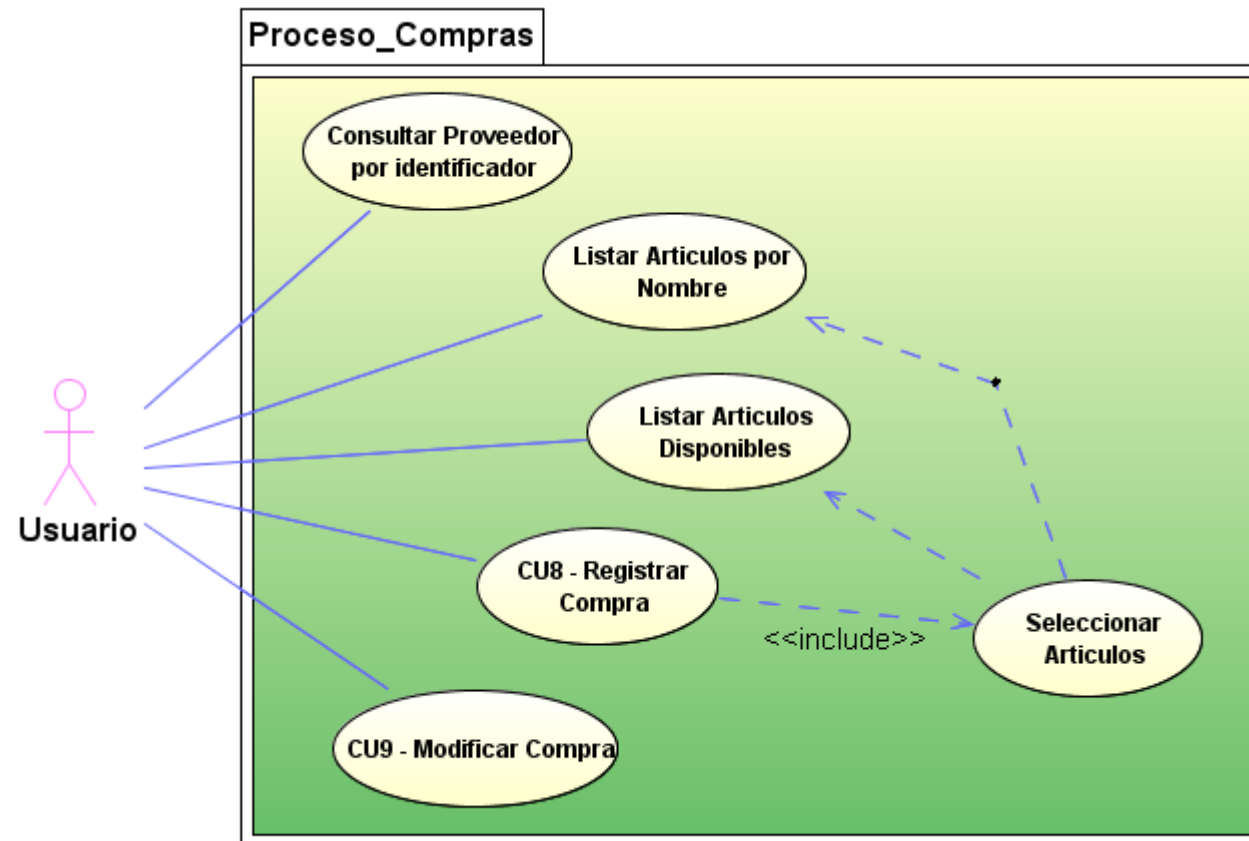 Proceso_Compras
Consultar Proveedor
por identificador
Listar Articulos por
Nombre
Listar Articulos
Disponibles
Usuario
CU8 - Registrar
Compra
<<include>>
Seleccionar
Articulos
CU9 - Modificar Compra